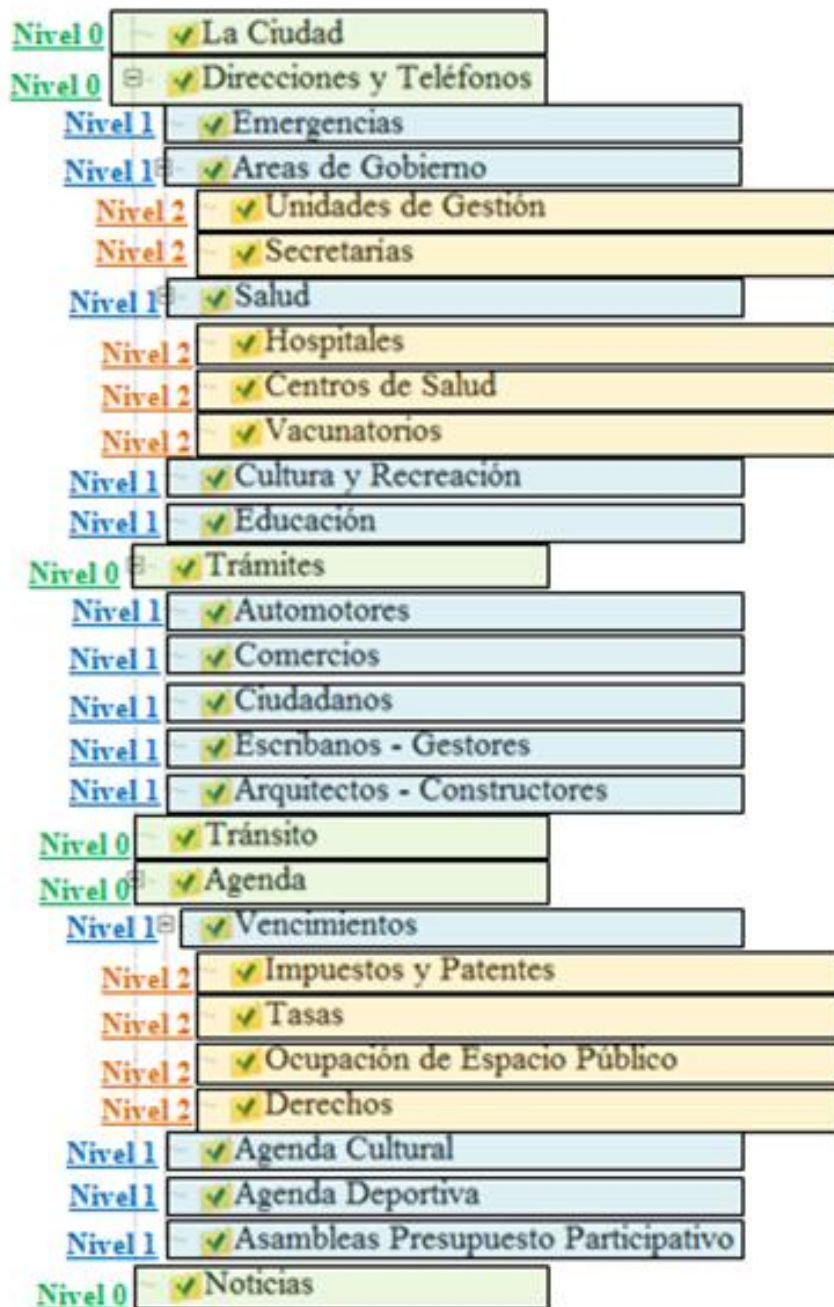 Nivel 0 La Ciudad
Nivel 0 Direcciones y Teléfonos
Nivel 1 Emergencias
Nivel 1 Areas de Gobierno
Nivel 2 Unidades de Gestión
Nivel 2 Secretarías
Nivel 1 Salud
Nivel 2 Hospitales
Nivel 2 Centros de Salud
Nivel 2 Vacunatorios
Nivel 1 Cultura y Recreación
Nivel 1 Educación
Nivel 0 Trámites
Nivel 1 Automotores
Nivel 1 Comercios
Nivel 1 Ciudadanos
Nivel 1 Escribanos - Gestores
Nivel 1 Arquitectos - Constructores
Nivel 0 Tránsito
Nivel 0 Agenda
Nivel 1 Vencimientos
Nivel 2 Impuestos y Patentes
Nivel 2 Tasas
Nivel 2 Ocupación de Espacio Público
Nivel 2 Derechos
Nivel 1 Agenda Cultural
Nivel 1 Agenda Deportiva
Nivel 1 Asambleas Presupuesto Participativo
Nivel 0 Noticias